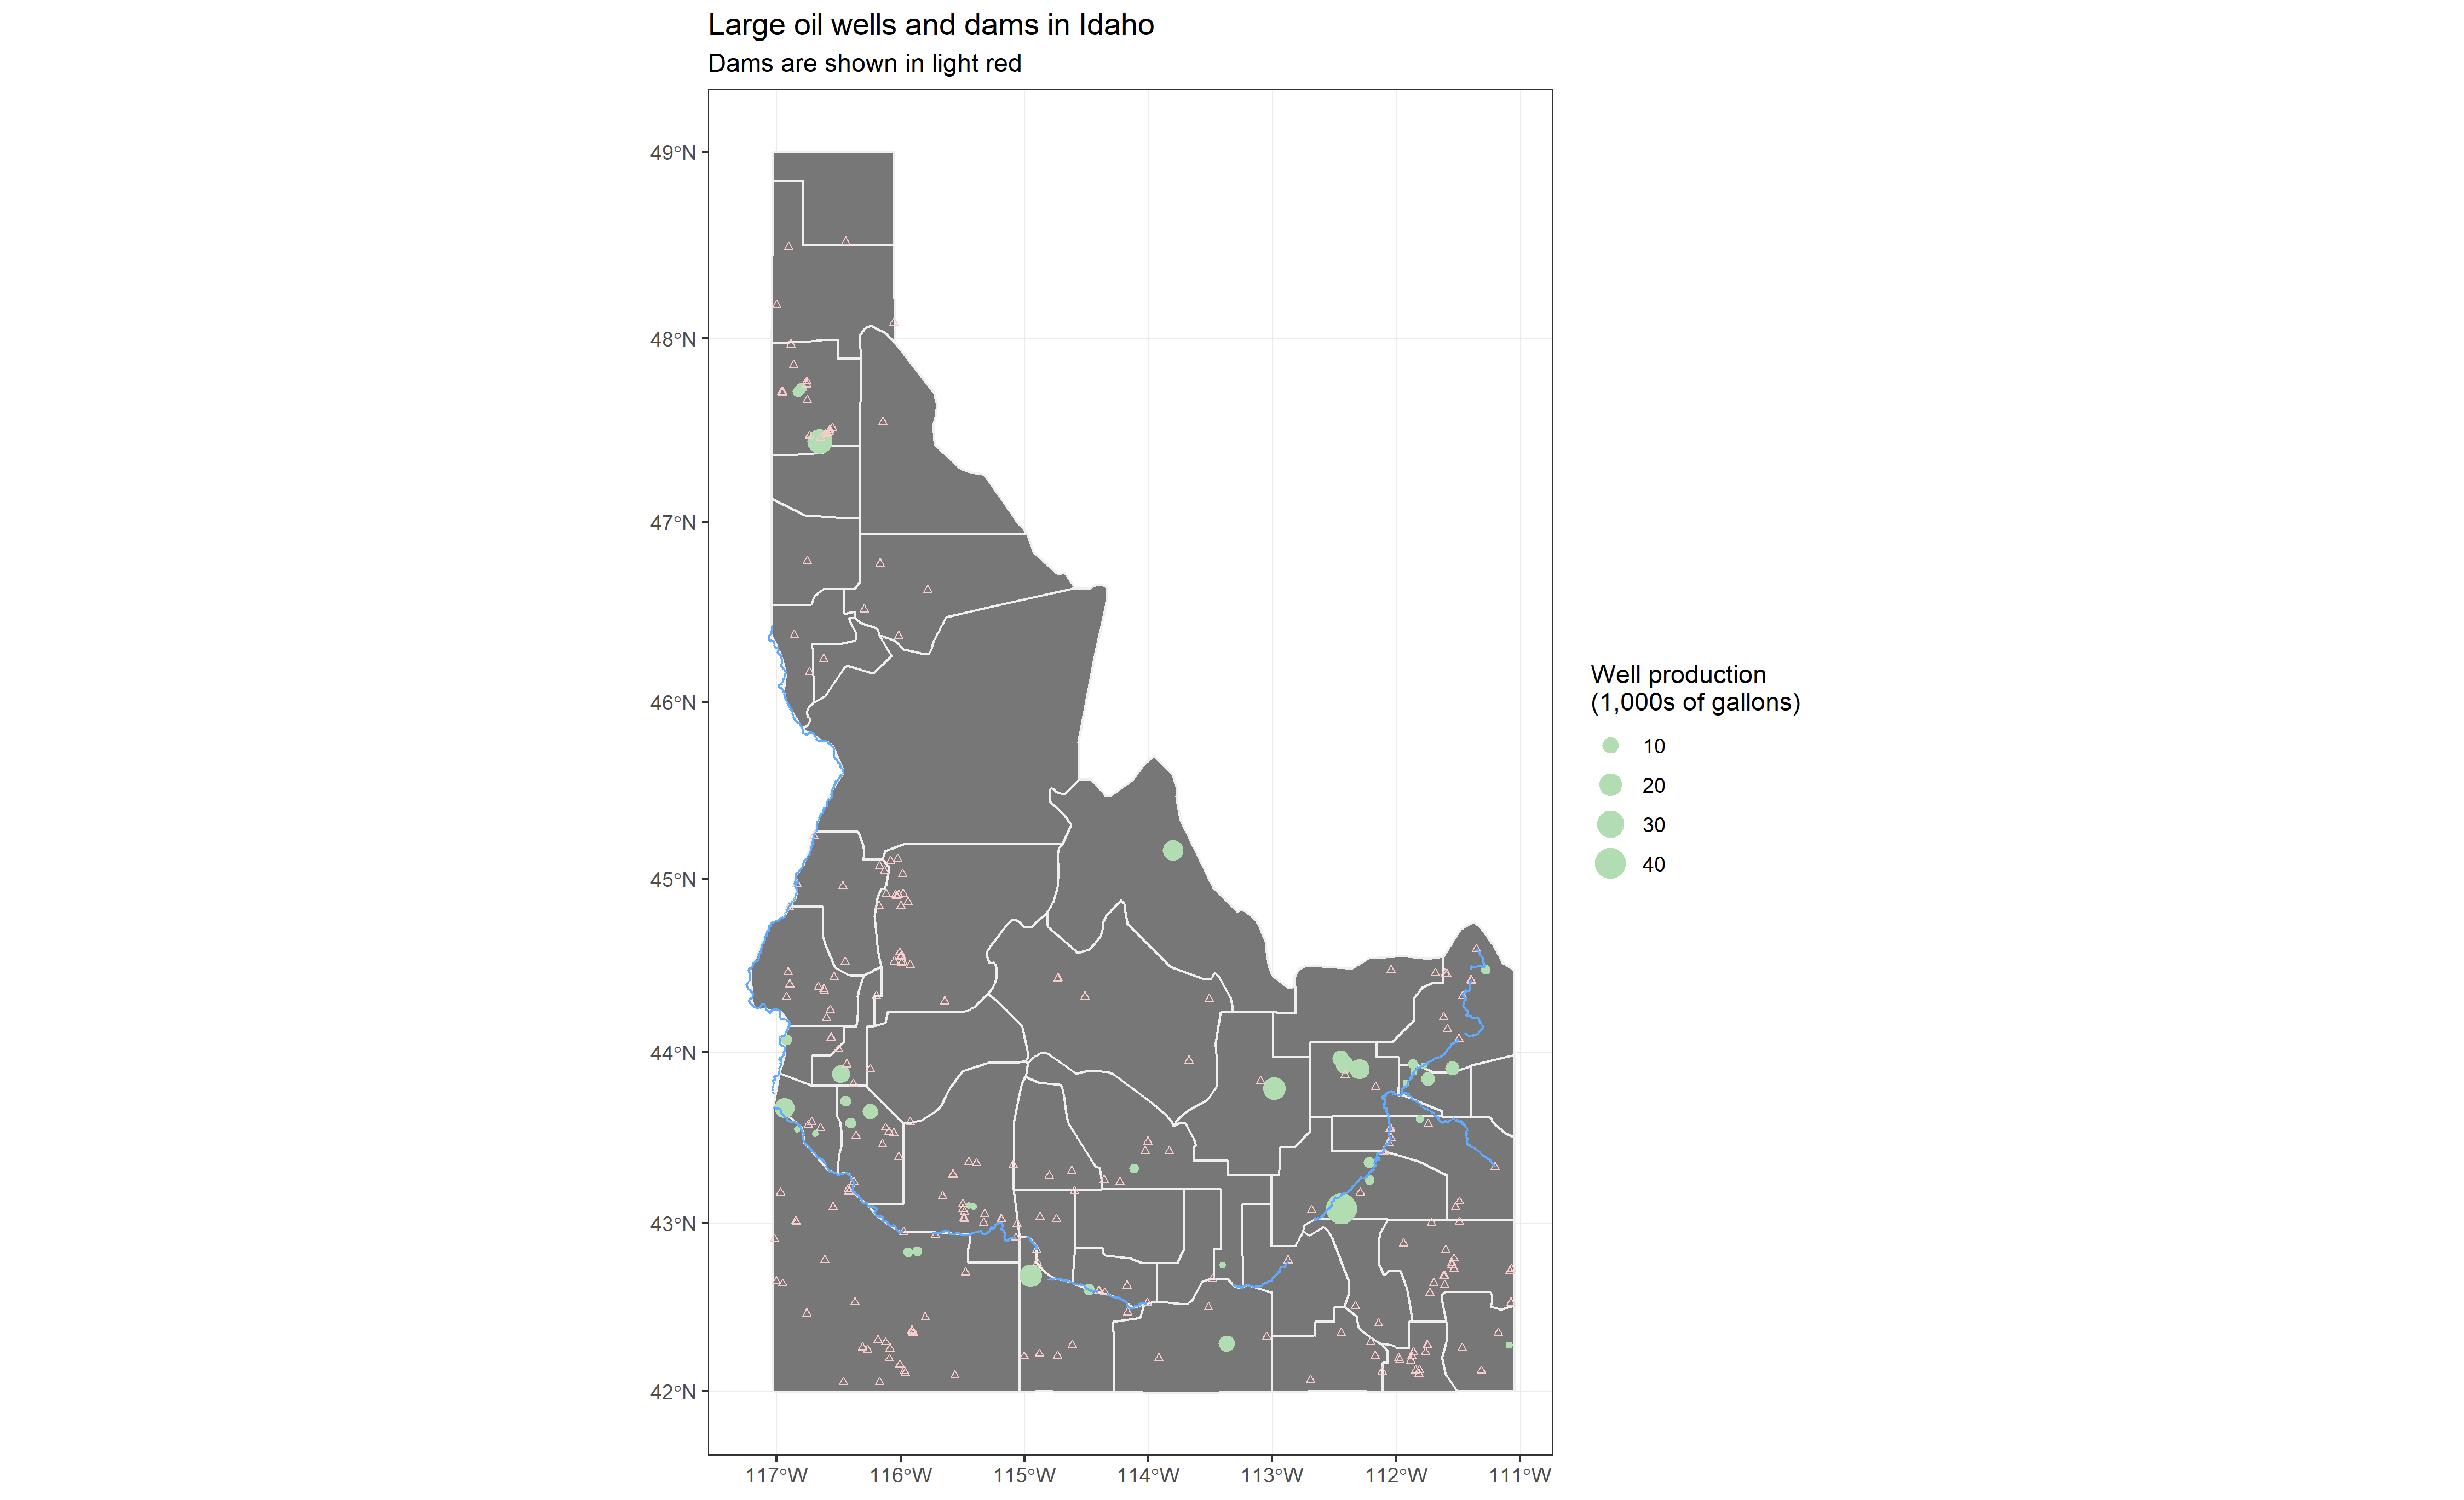 Large oil wells and dams in Idaho
Dams are shown in light red
49°N
48°N
47°N
46°N
45°N
44°N
43°N
42°N
117°W 116°W 115°W 114°W 113°W 112°W 111°W
Well production
(1,000s of gallons)
10
20
30
40